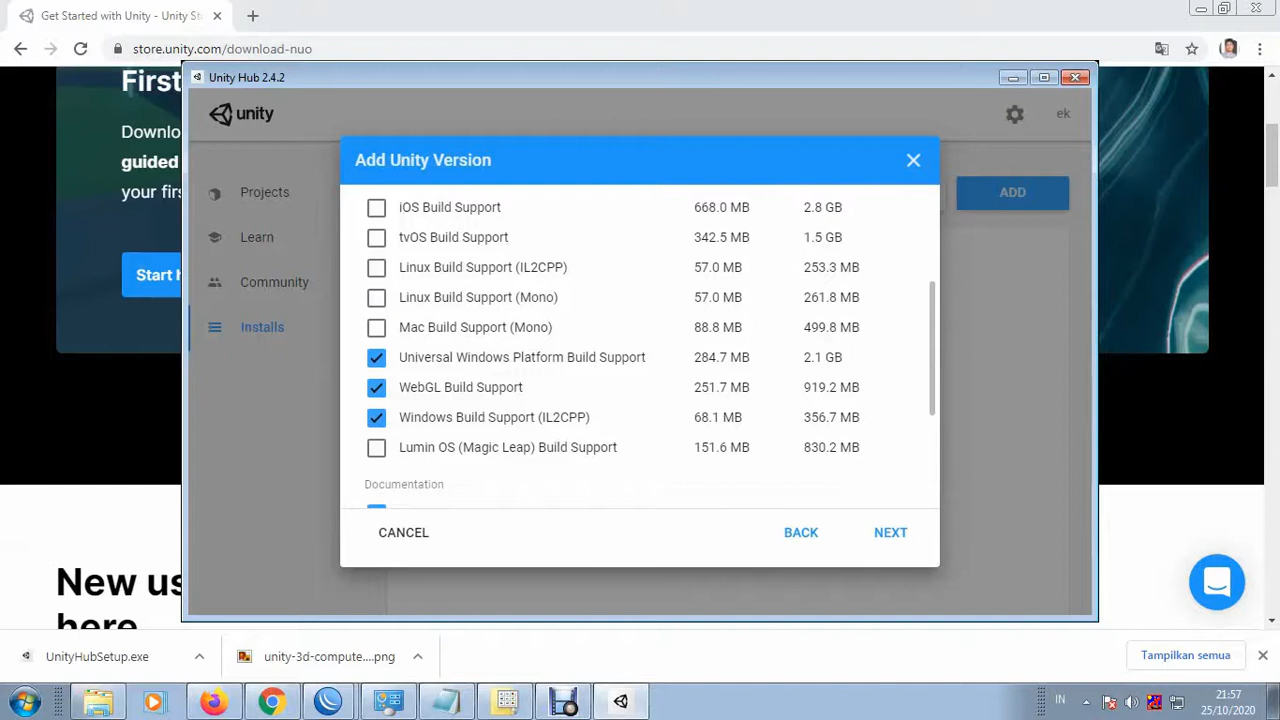 Get Started with Unity - Unity St
store.unity.com/download-nuo
Unity Hub 2.4.2
First
unity
ek
Downlo
guided
your firs
Start h
Projects
Learn
Community
Installs
ADD
Add Unity Version
iOS Build Support 668.0 MB 2.8 GB
tvOS Build Support 342.5 MB 1.5 GB
Linux Build Support (IL2CPP) 57.0 MB 253.3 MB
Linux Build Support (Mono) 57.0 MB 261.8 MB
Mac Build Support (Mono) 88.8 MB 499.8 MB
Universal Windows Platform Build Support 284.7 MB 2.1 GB
WebGL Build Support 251.7 MB 919.2 MB
Windows Build Support (IL2CPP) 68.1 MB 356.7 MB
Lumin OS (Magic Leap) Build Support 151.6 MB 830.2 MB
Documentation
CANCEL BACK NEXT
New us
here
UnityHubSetup.exe
unity-3d-compute....png
Tampilkan semua
IN
21:57
25/10/2020